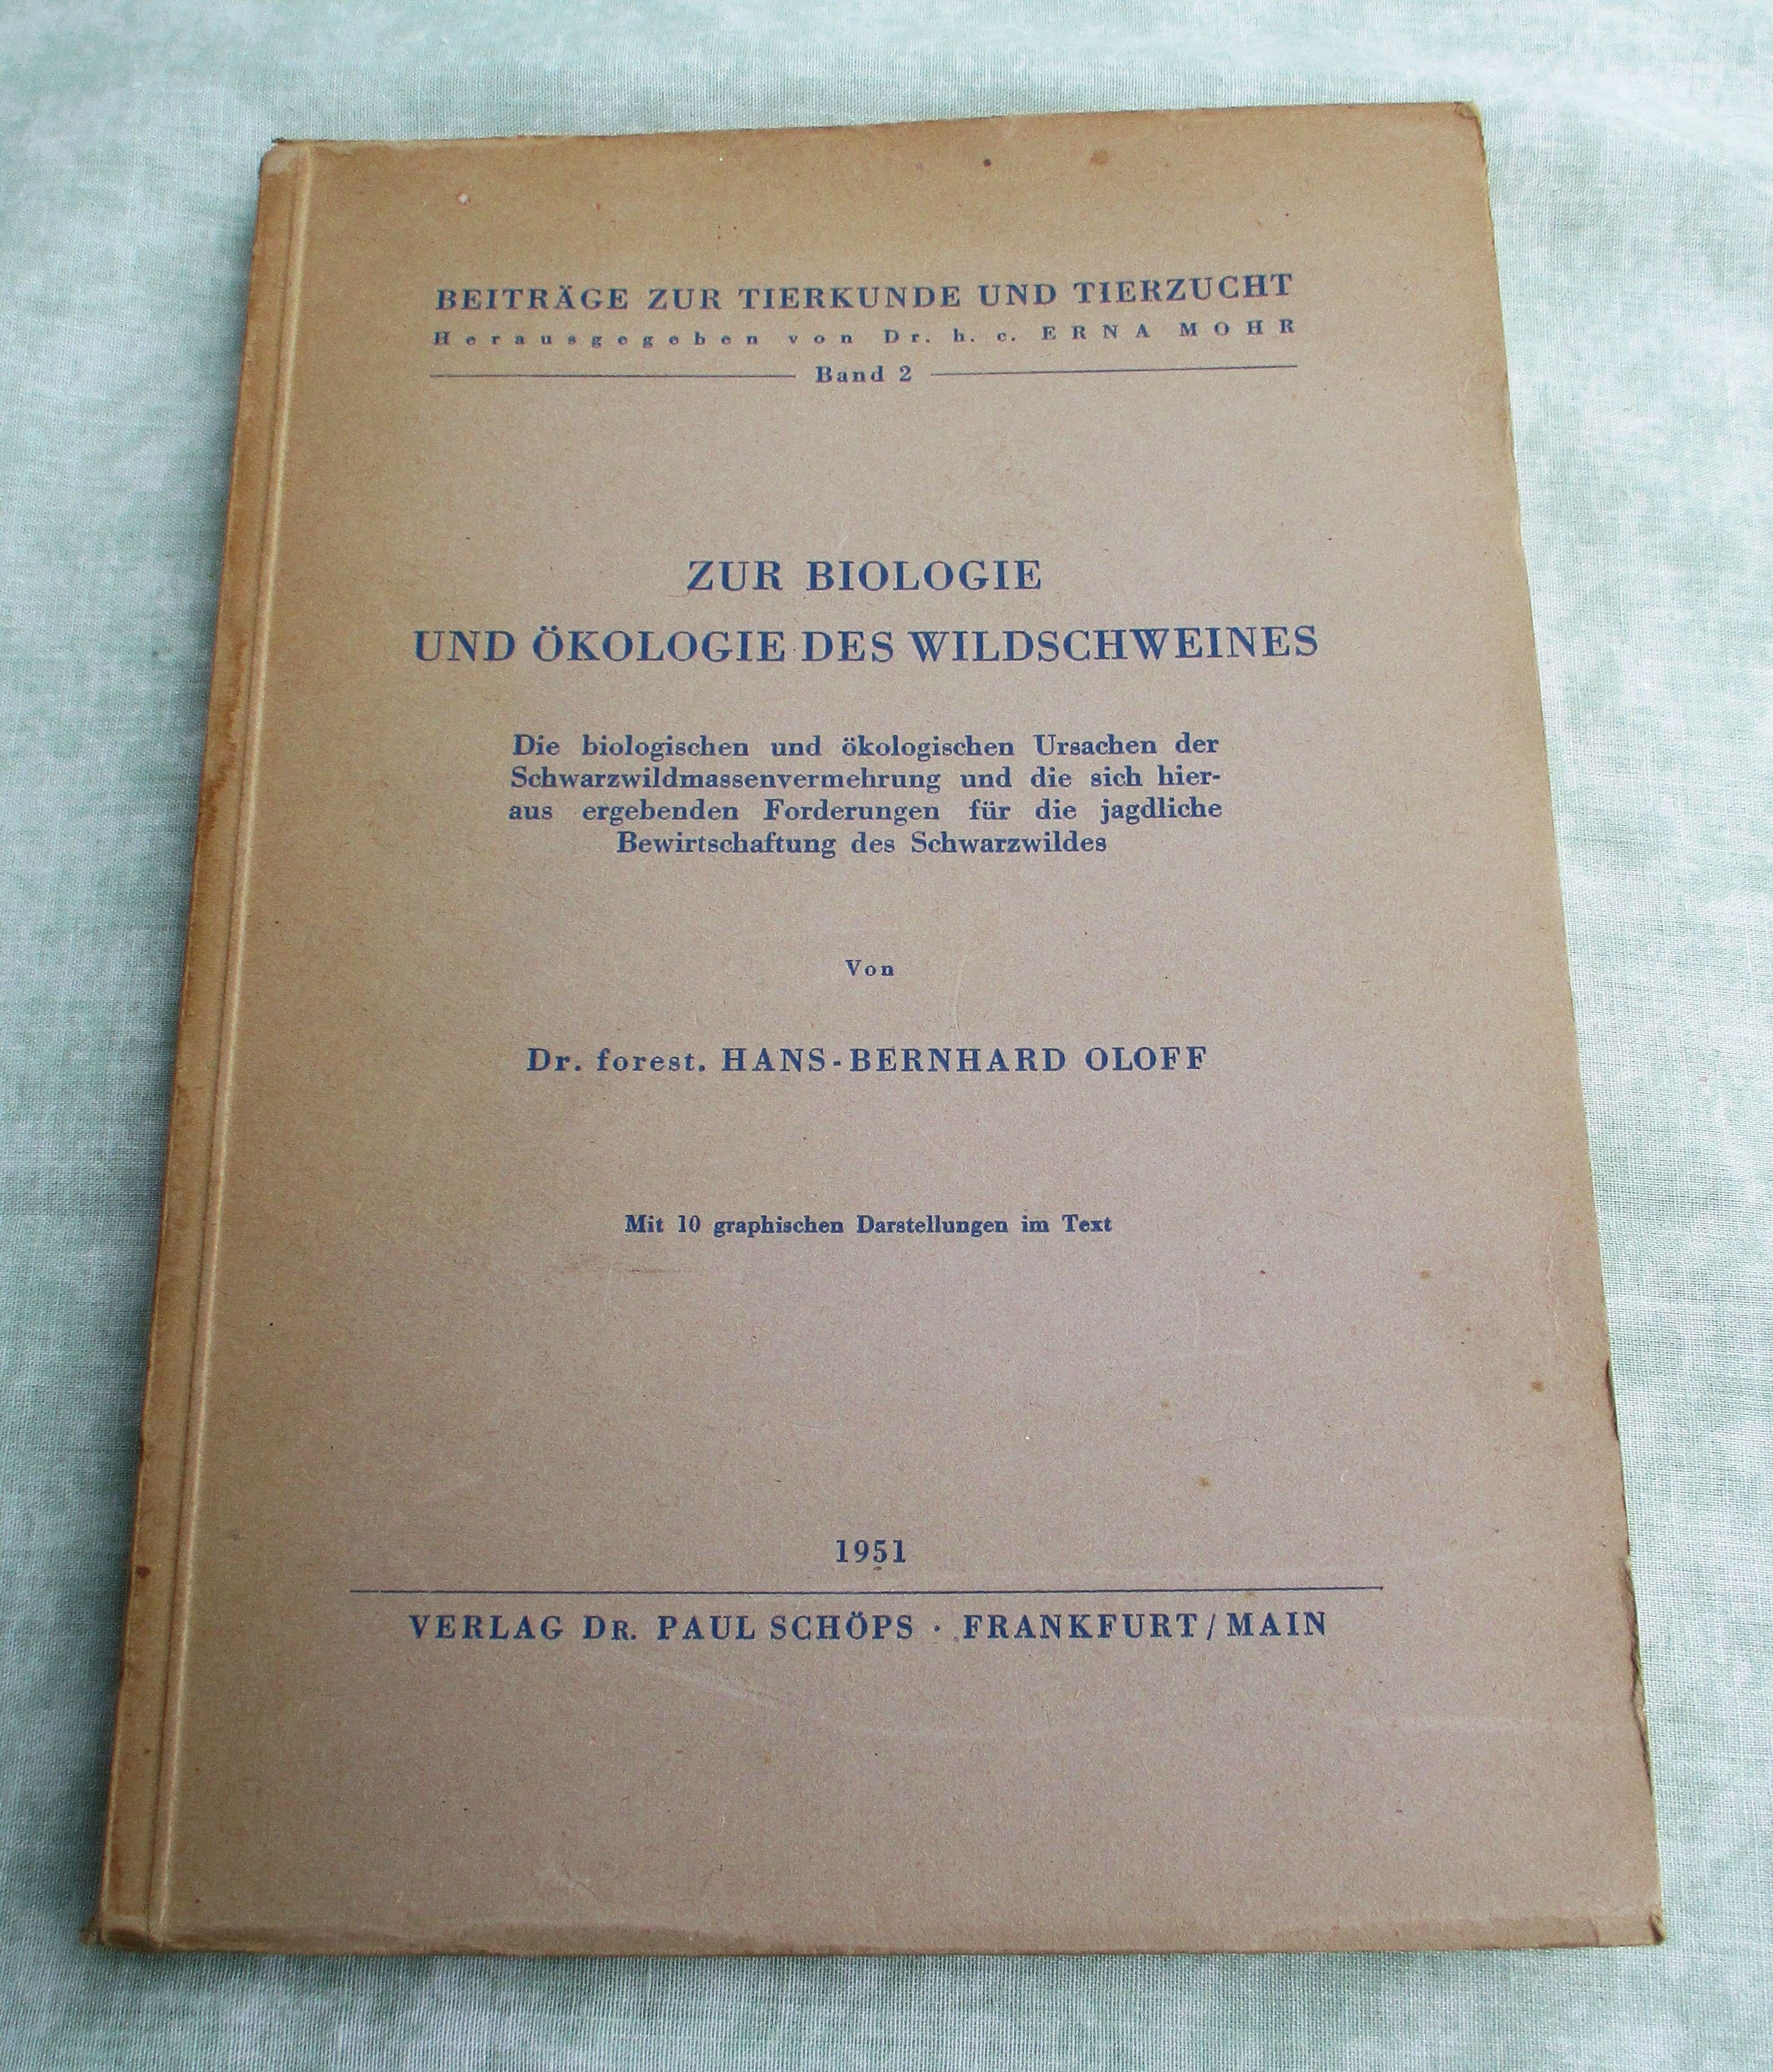 BEITRÄGE ZUR TIERKUNDE UND TIERZUCHT
Herausgegeben von Dr. h. c. ERNA MOHR
Band 2
ZUR BIOLOGIE
UND ÖKOLOGIE DES WILDSCHWEINES
Die biologischen und ökologischen Ursachen der
Schwarzwildmassenvermehrung und die sich hier-
aus ergebenden Forderungen für die jagdliche
Bewirtschaftung des Schwarzwildes
Von
Dr. forest. HANS-BERNHARD OLOFF
Mit 10 graphischen Darstellungen im Text
1951
VERLAG DR. PAUL SCHÖPS · FRANKFURT/MAIN